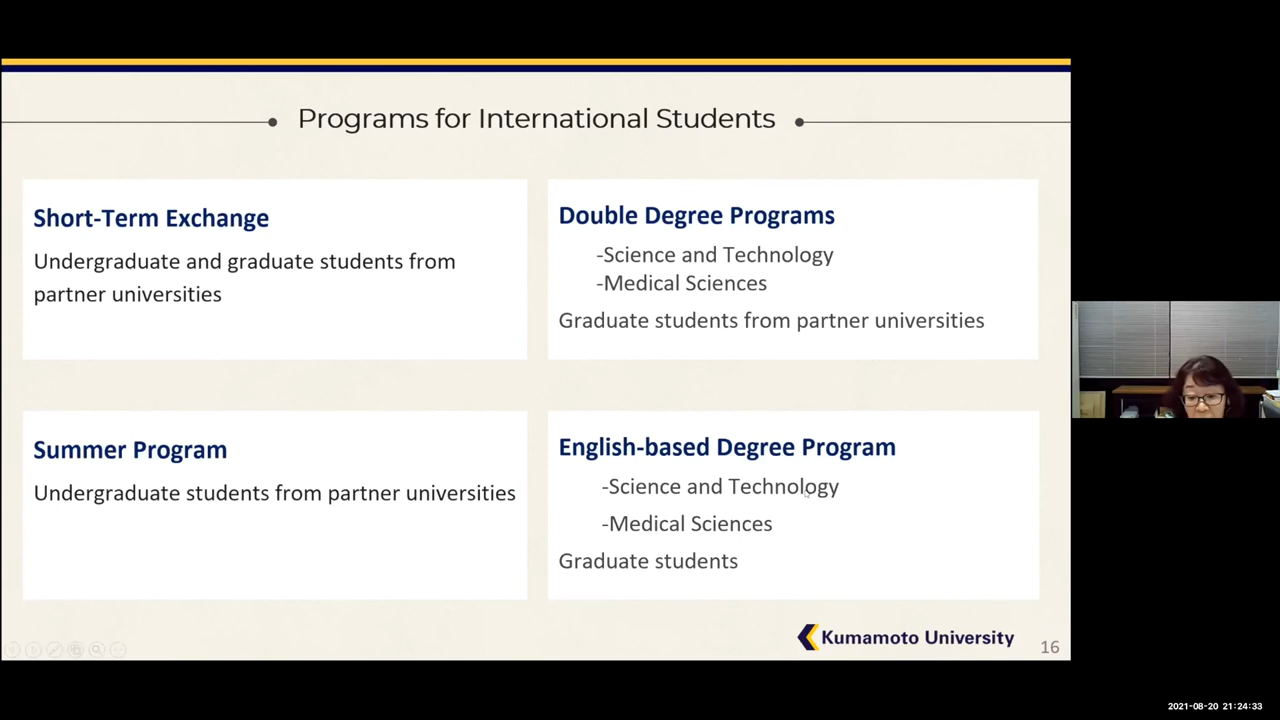 Programs for International Students
Short-Term Exchange
Undergraduate and graduate students from
partner universities
Double Degree Programs
-Science and Technology
-Medical Sciences
Graduate students from partner universities
Summer Program
Undergraduate students from partner universities
English-based Degree Program
-Science and Technology
-Medical Sciences
Graduate students
Kumamoto University
16
2021-08-20 21:24:33